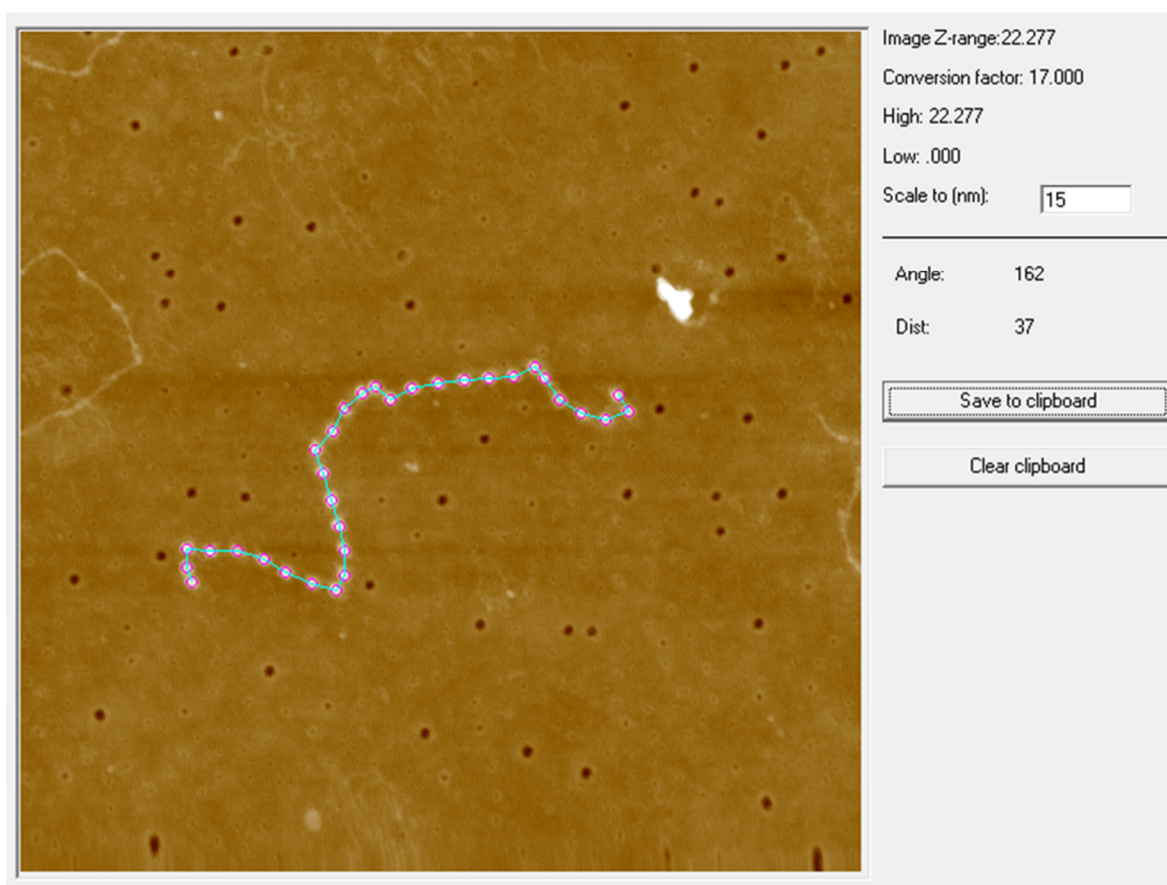 Image Z-range:22.277
Conversion factor: 17.000
High: 22.277
Low: .000
Scale to (nm): 15
Angle: 162
Dist: 37
Save to clipboard
Clear clipboard